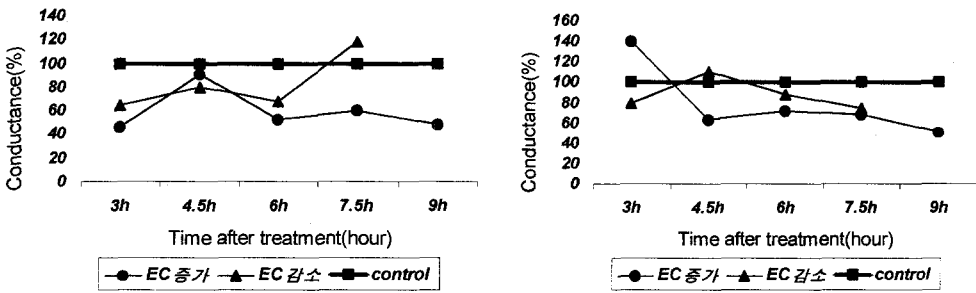 Conductance(%)
140
120
100
80
60
40
20
0
3h 4.5h 6h 7.5h 9h
Time after treatment(hour)
EC 증가 EC 감소 control
Conductance(%)
160
140
120
100
80
60
40
20
0
3h 4.5h 6h 7.5h 9h
Time after treatment(hour)
EC 증가 EC 감소 control